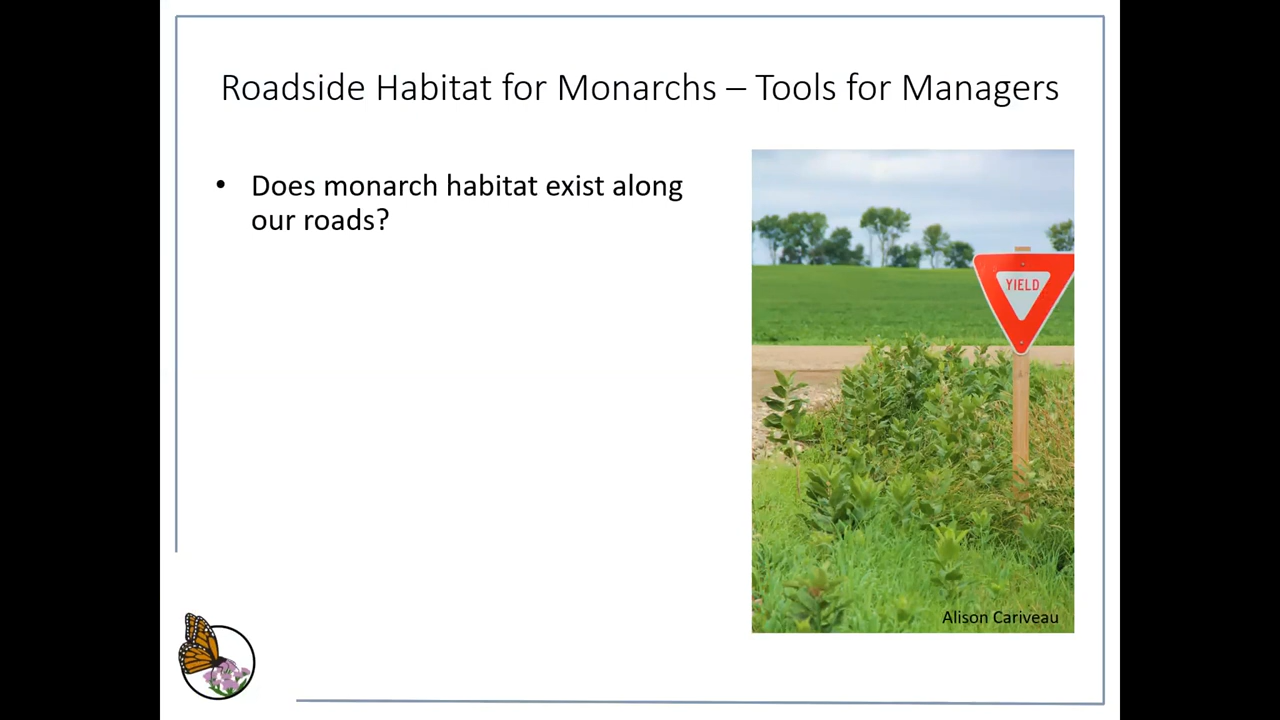 Roadside Habitat for Monarchs – Tools for Managers
• Does monarch habitat exist along
our roads?
YIELD
Alison Cariveau